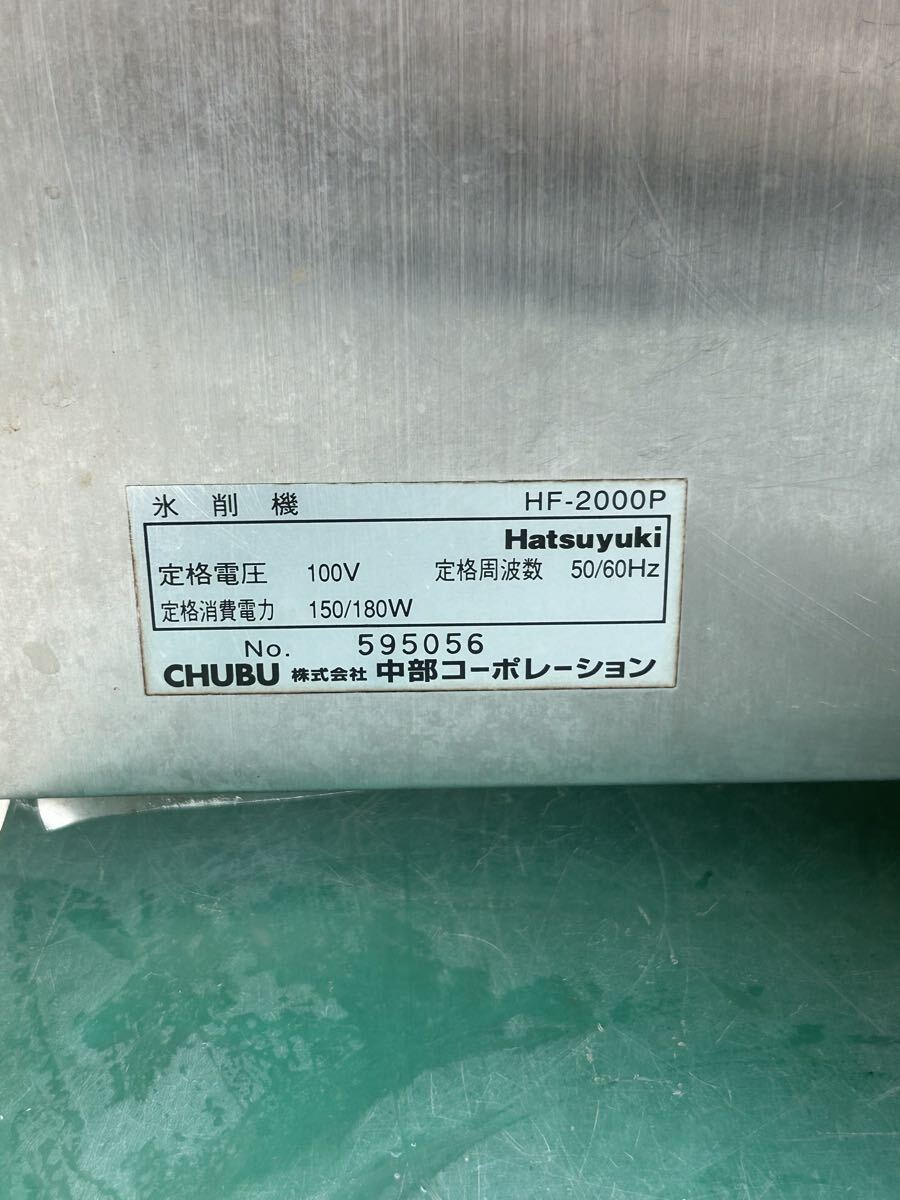 氷削機 HF-2000P
Hatsuyuki
定格電圧 100V 定格周波数 50/60Hz
定格消費電力 150/180W
No. 595056
CHUBU 株式会社 中部コーポレーション